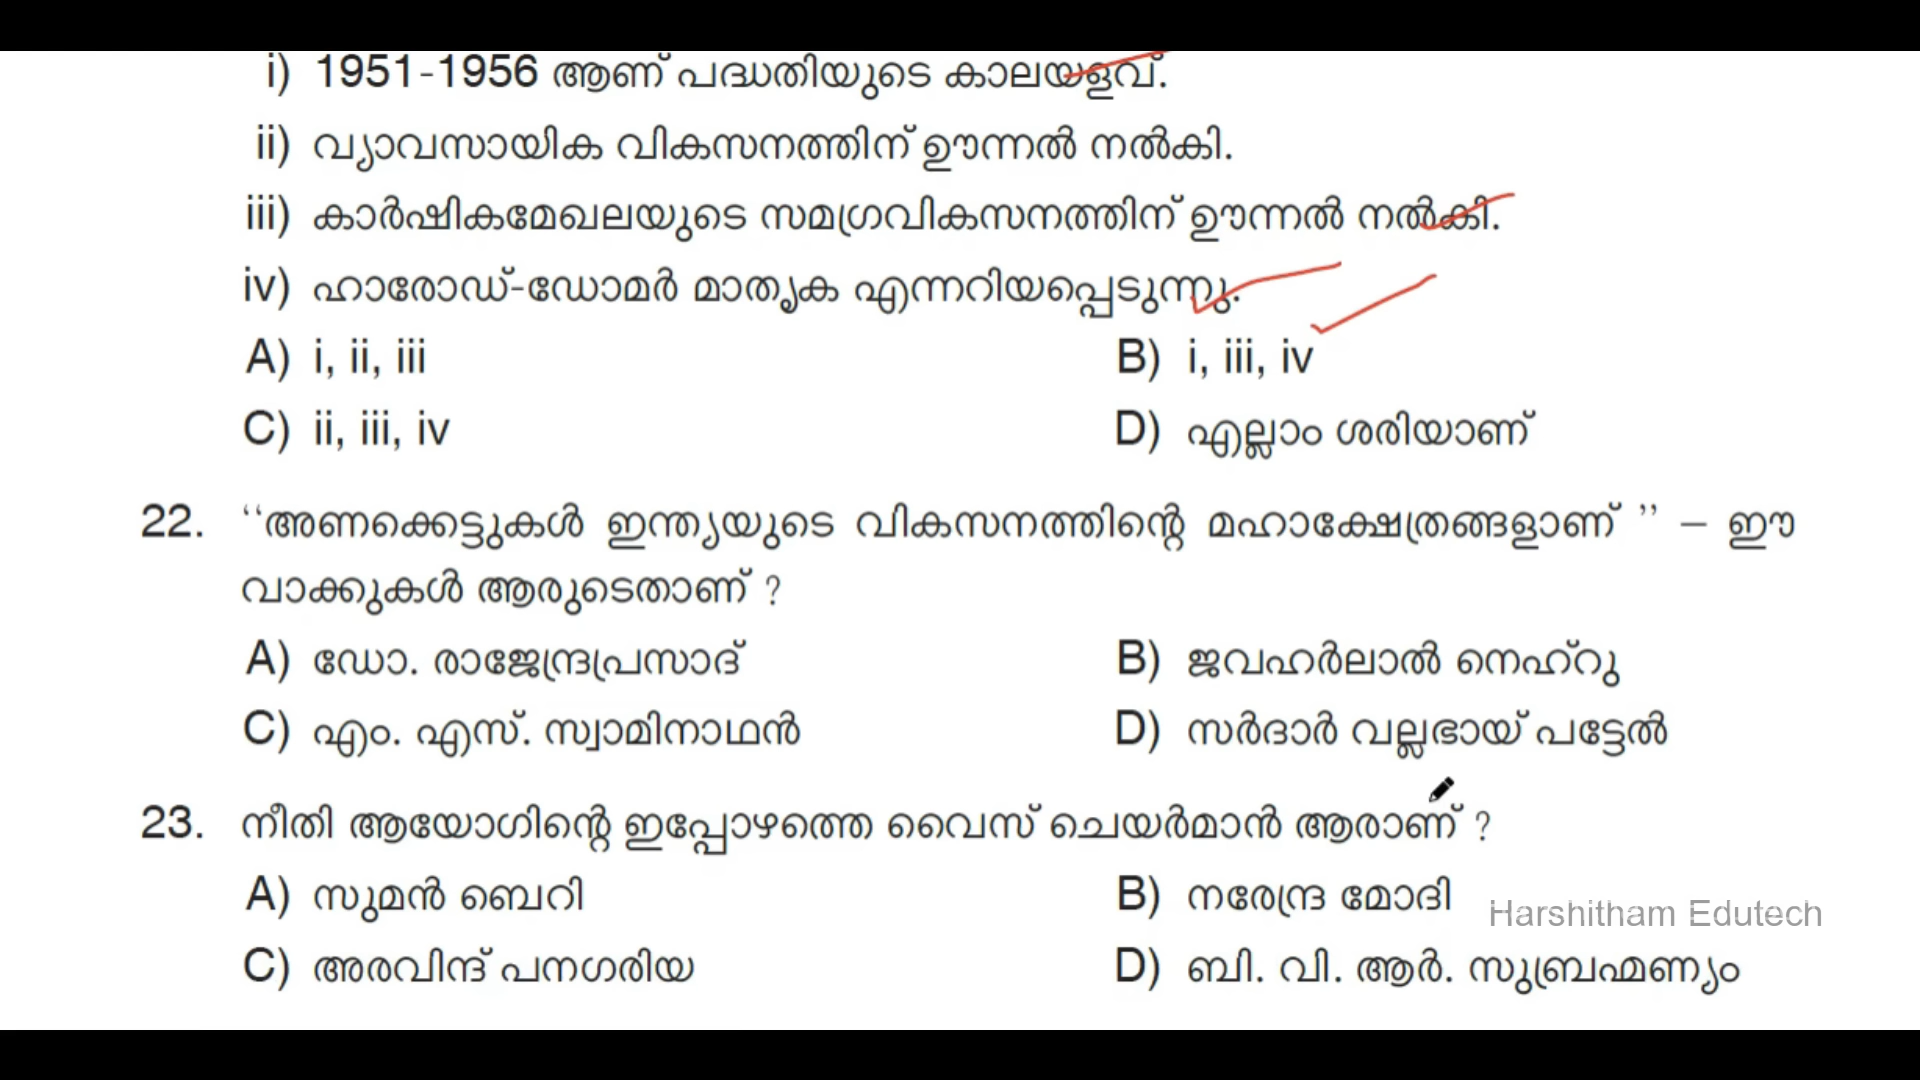 i) 1951-1956 ആണ് പദ്ധതിയുടെ കാലയളവ്.
ii) വ്യാവസായിക വികസനത്തിന് ഊന്നൽ നൽകി.
iii) കാർഷികമേഖലയുടെ സമഗ്രവികസനത്തിന് ഊന്നൽ നൽകി.
iv) ഹാരോഡ്-ഡോമർ മാതൃക എന്നറിയപ്പെടുന്നു.
A) i, ii, iii B) i, iii, iv
C) ii, iii, iv D) എല്ലാം ശരിയാണ്
22. ‘‘അണക്കെട്ടുകൾ ഇന്ത്യയുടെ വികസനത്തിന്റെ മഹാക്ഷേത്രങ്ങളാണ് ’’ – ഈ
വാക്കുകൾ ആരുടെതാണ് ?
A) ഡോ. രാജേന്ദ്രപ്രസാദ് B) ജവഹർലാൽ നെഹ്റു
C) എം. എസ്. സ്വാമിനാഥൻ D) സർദാർ വല്ലഭായ് പട്ടേൽ
23. നീതി ആയോഗിന്റെ ഇപ്പോഴത്തെ വൈസ് ചെയർമാൻ ആരാണ് ?
A) സുമൻ ബെറി B) നരേന്ദ്ര മോദി
Harshitham Edutech
C) അരവിന്ദ് പനഗരിയ D) ബി. വി. ആർ. സുബ്രഹ്മണ്യം